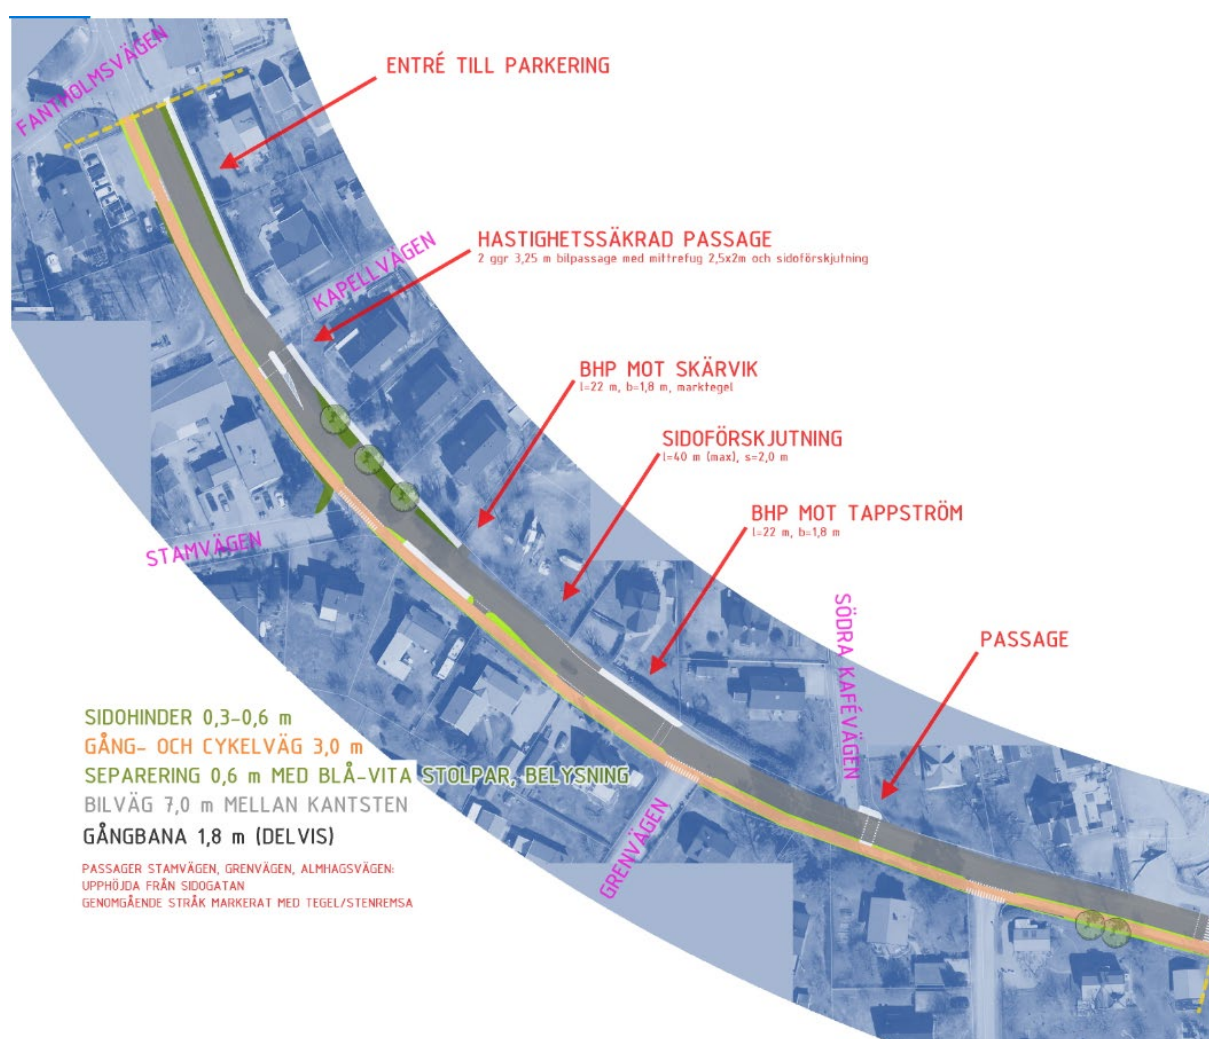 FANTHOLMSVÄGEN
ENTRÉ TILL PARKERING
KAPELLVÄGEN
HASTIGHETSSÄKRAD PASSAGE
2 ggr 3,25 m bilpassage med mittrefug 2,5x2m och sidoförskjutning
BHP MOT SKÄRVIK
l=22 m, b=1,8 m, marktegel
SIDOFÖRSKJUTNING
l=40 m (max), s=2,0 m
BHP MOT TAPPSTRÖM
l=22 m, b=1,8 m
STAMVÄGEN
SÖDRA KAFÉVÄGEN
PASSAGE
GRENVÄGEN
SIDOHINDER 0,3-0,6 m
GÅNG- OCH CYKELVÄG 3,0 m
SEPARERING 0,6 m MED BLÅ-VITA STOLPAR, BELYSNING
BILVÄG 7,0 m MELLAN KANTSTEN
GÅNGBANA 1,8 m (DELVIS)
PASSAGER STAMVÄGEN, GRENVÄGEN, ALMHAGSVÄGEN:
UPPHÖJDA FRÅN SIDOGATAN
GENOMGÅENDE STRÅK MARKERAT MED TEGEL/STENREMSA